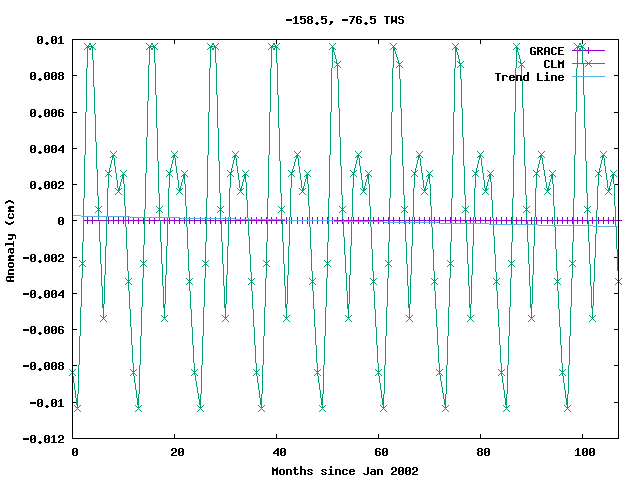 -158.5, -76.5 TWS
GRACE
CLM
Trend Line
0.01
0.008
0.006
0.004
0.002
0
-0.002
-0.004
-0.006
-0.008
-0.01
-0.012
Anomaly (cm)
0 20 40 60 80 100
Months since Jan 2002